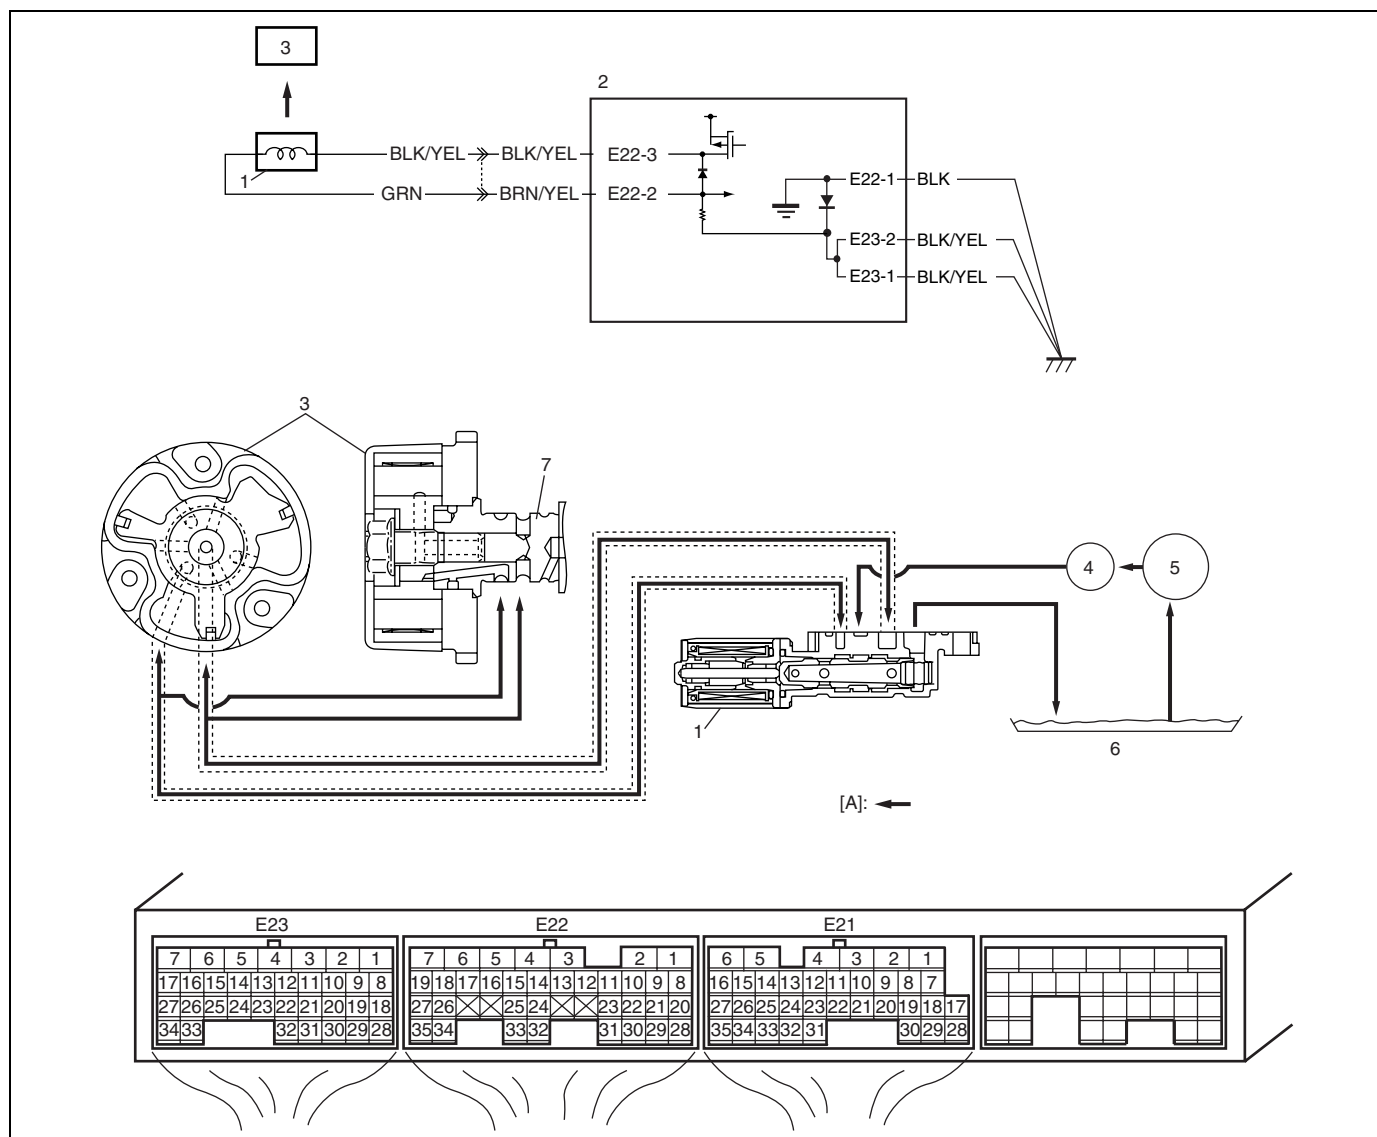 3
2
1
BLK/YEL BLK/YEL E22-3
GRN BRN/YEL E22-2
E22-1 BLK
E23-2 BLK/YEL
E23-1 BLK/YEL
3
7
4 5
1
6
[A]:
E23 E22 E21
7 6 5 4 3 2 1 7 6 5 4 3 2 1 6 5 4 3 2 1
17 16 15 14 13 12 11 10 9 8 19 18 17 16 15 14 13 12 11 10 9 8 16 15 14 13 12 11 10 9 8 7
27 26 25 24 23 22 21 20 19 18 27 26 25 24 23 22 21 20 27 26 25 24 23 22 21 20 19 18 17
34 33 32 31 30 29 28 35 34 33 32 31 30 29 28 35 34 33 32 31 30 29 28